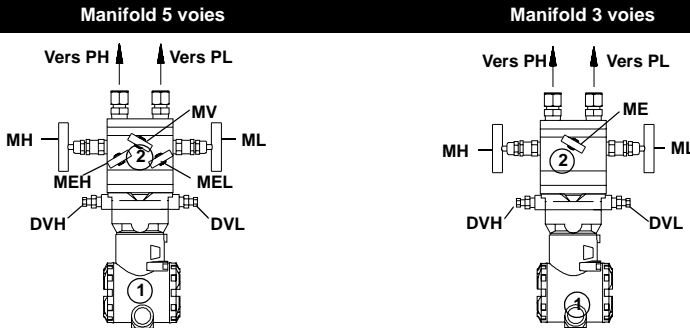 Manifold 5 voies
Vers PH
Vers PL
MV
MH
ML
2
MEH
MEL
DVH
DVL
1
Manifold 3 voies
Vers PH
Vers PL
ME
MH
ML
2
DVH
DVL
1